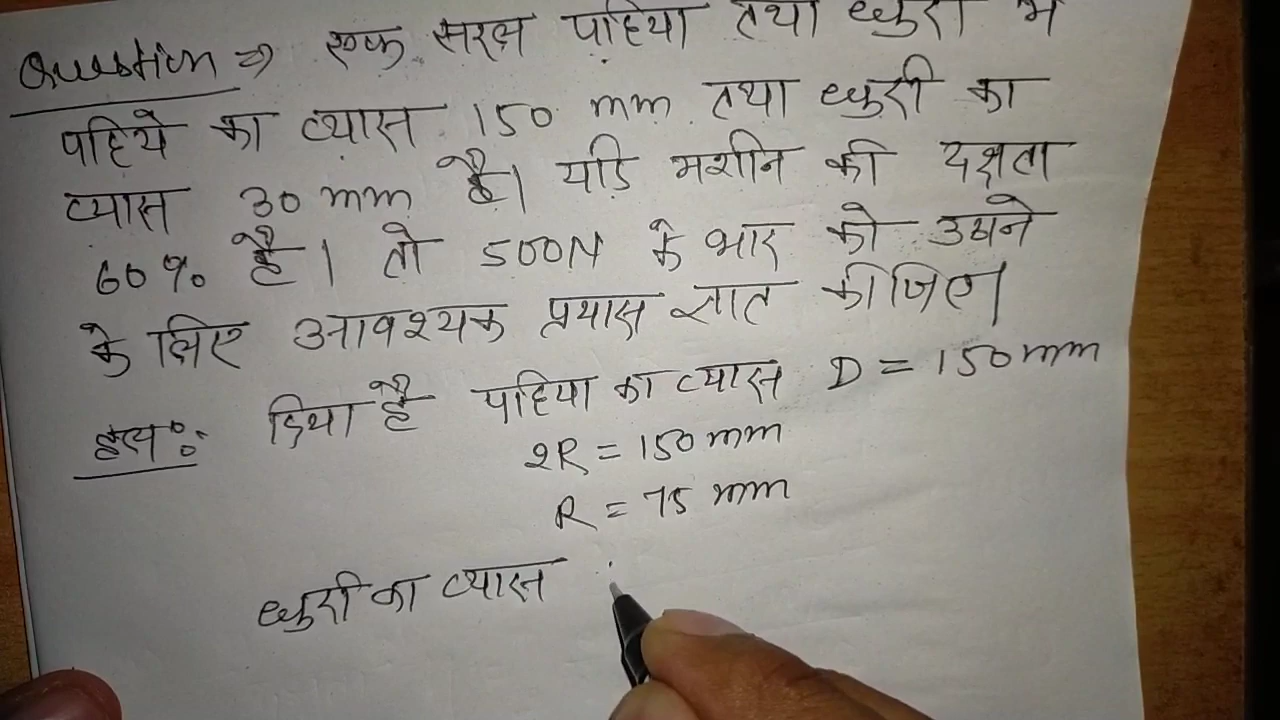 Question ⇒ एक सरल पहिया तथा धुरी में
पहिये का व्यास 150 mm तथा धुरी का
व्यास 30 mm है। यदि मशीन की दक्षता
60% है। तो 500N के भार को उठाने
के लिए आवश्यक प्रयास ज्ञात कीजिए।
हल:- दिया है पहिया का व्यास D = 150 mm
2R = 150 mm
R = 75 mm
धुरी का व्यास